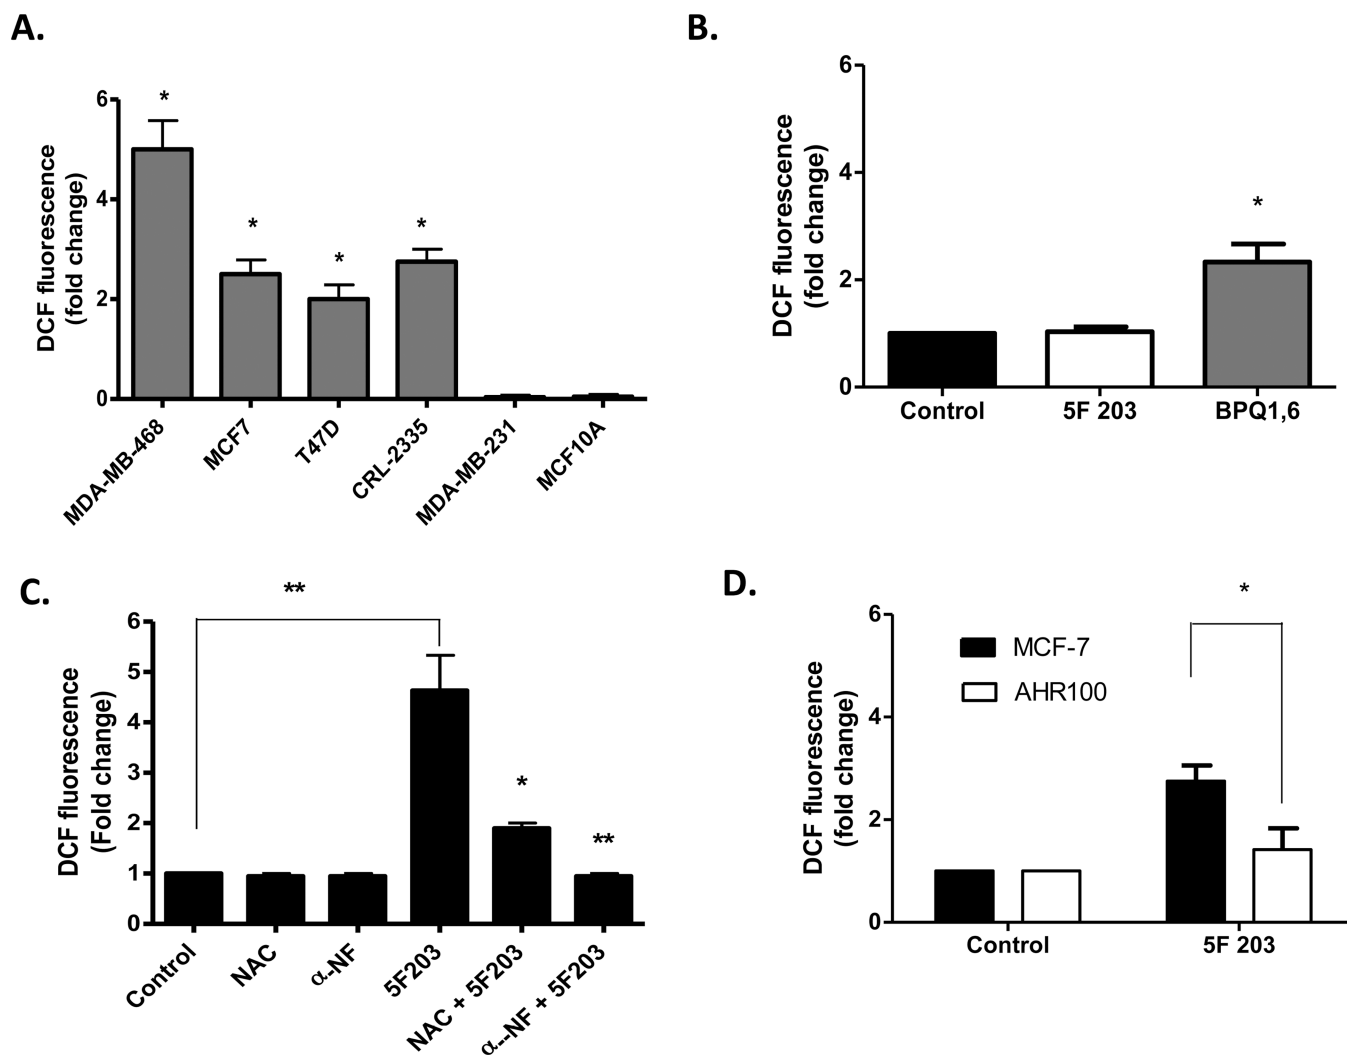 A.
DCF fluorescence
(fold change)
6
4
2
0
*
*
*
*
MDA-MB-468
MCF7
T47D
CRL-2335
MDA-MB-231
MCF10A
B.
DCF fluorescence
(fold change)
6
4
2
0
*
Control
5F 203
BPQ1,6
C.
DCF fluorescence
(Fold change)
6
5
4
3
2
1
0
**
*
**
Control
NAC
α-NF
5F203
NAC + 5F203
α--NF + 5F203
D.
DCF fluorescence
(fold change)
6
4
2
0
*
MCF-7
AHR100
Control
5F 203